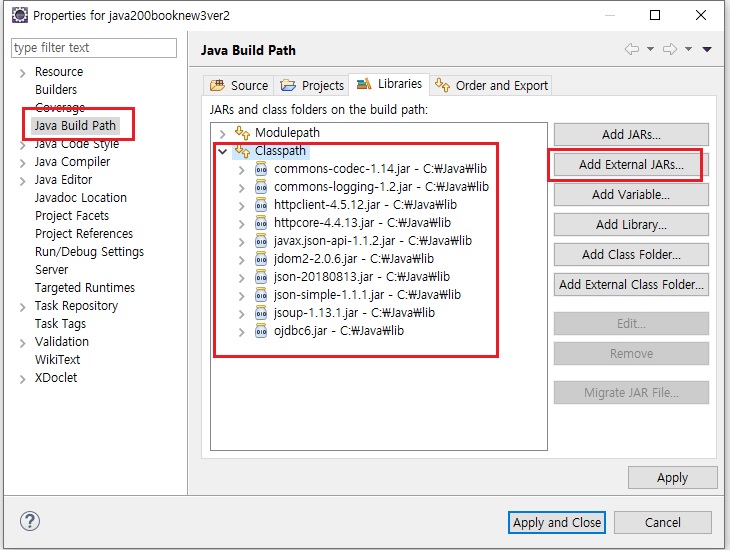 Properties for java200booknew3ver2
type filter text
Resource
Builders
Coverage
Java Build Path
Java Code Style
Java Compiler
Java Editor
Javadoc Location
Project Facets
Project References
Run/Debug Settings
Server
Targeted Runtimes
Task Repository
Task Tags
Validation
WikiText
XDoclet
Java Build Path
Source Projects Libraries Order and Export
JARs and class folders on the build path:
Modulepath
Classpath
commons-codec-1.14.jar - C:₩Java₩lib
commons-logging-1.2.jar - C:₩Java₩lib
httpclient-4.5.12.jar - C:₩Java₩lib
httpcore-4.4.13.jar - C:₩Java₩lib
javax.json-api-1.1.2.jar - C:₩Java₩lib
jdom2-2.0.6.jar - C:₩Java₩lib
json-20180813.jar - C:₩Java₩lib
json-simple-1.1.1.jar - C:₩Java₩lib
jsoup-1.13.1.jar - C:₩Java₩lib
ojdbc6.jar - C:₩Java₩lib
Add JARs...
Add External JARs...
Add Variable...
Add Library...
Add Class Folder...
Add External Class Folder...
Edit...
Remove
Migrate JAR File...
Apply
Apply and Close
Cancel